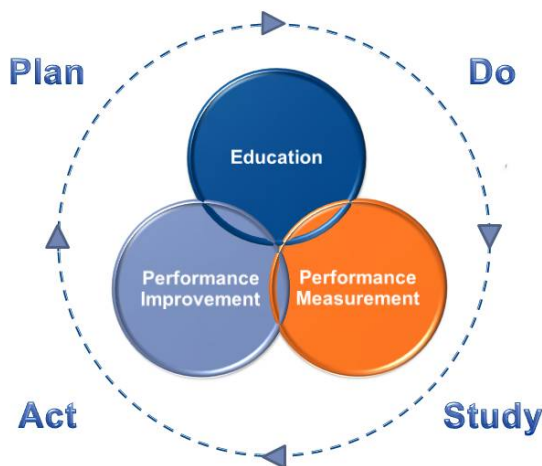 Plan
Do
Education
Performance
Improvement
Performance
Measurement
Act
Study